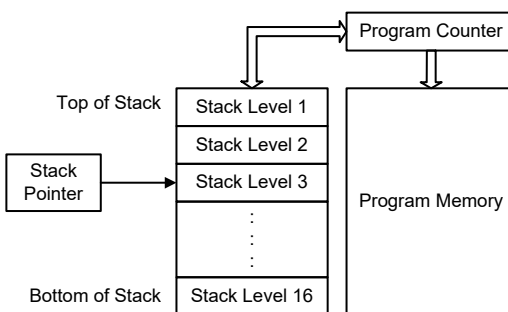 Program Counter
Top of Stack
Stack Level 1
Stack Level 2
Stack
Pointer
Stack Level 3
:
:
:
Program Memory
Bottom of Stack
Stack Level 16